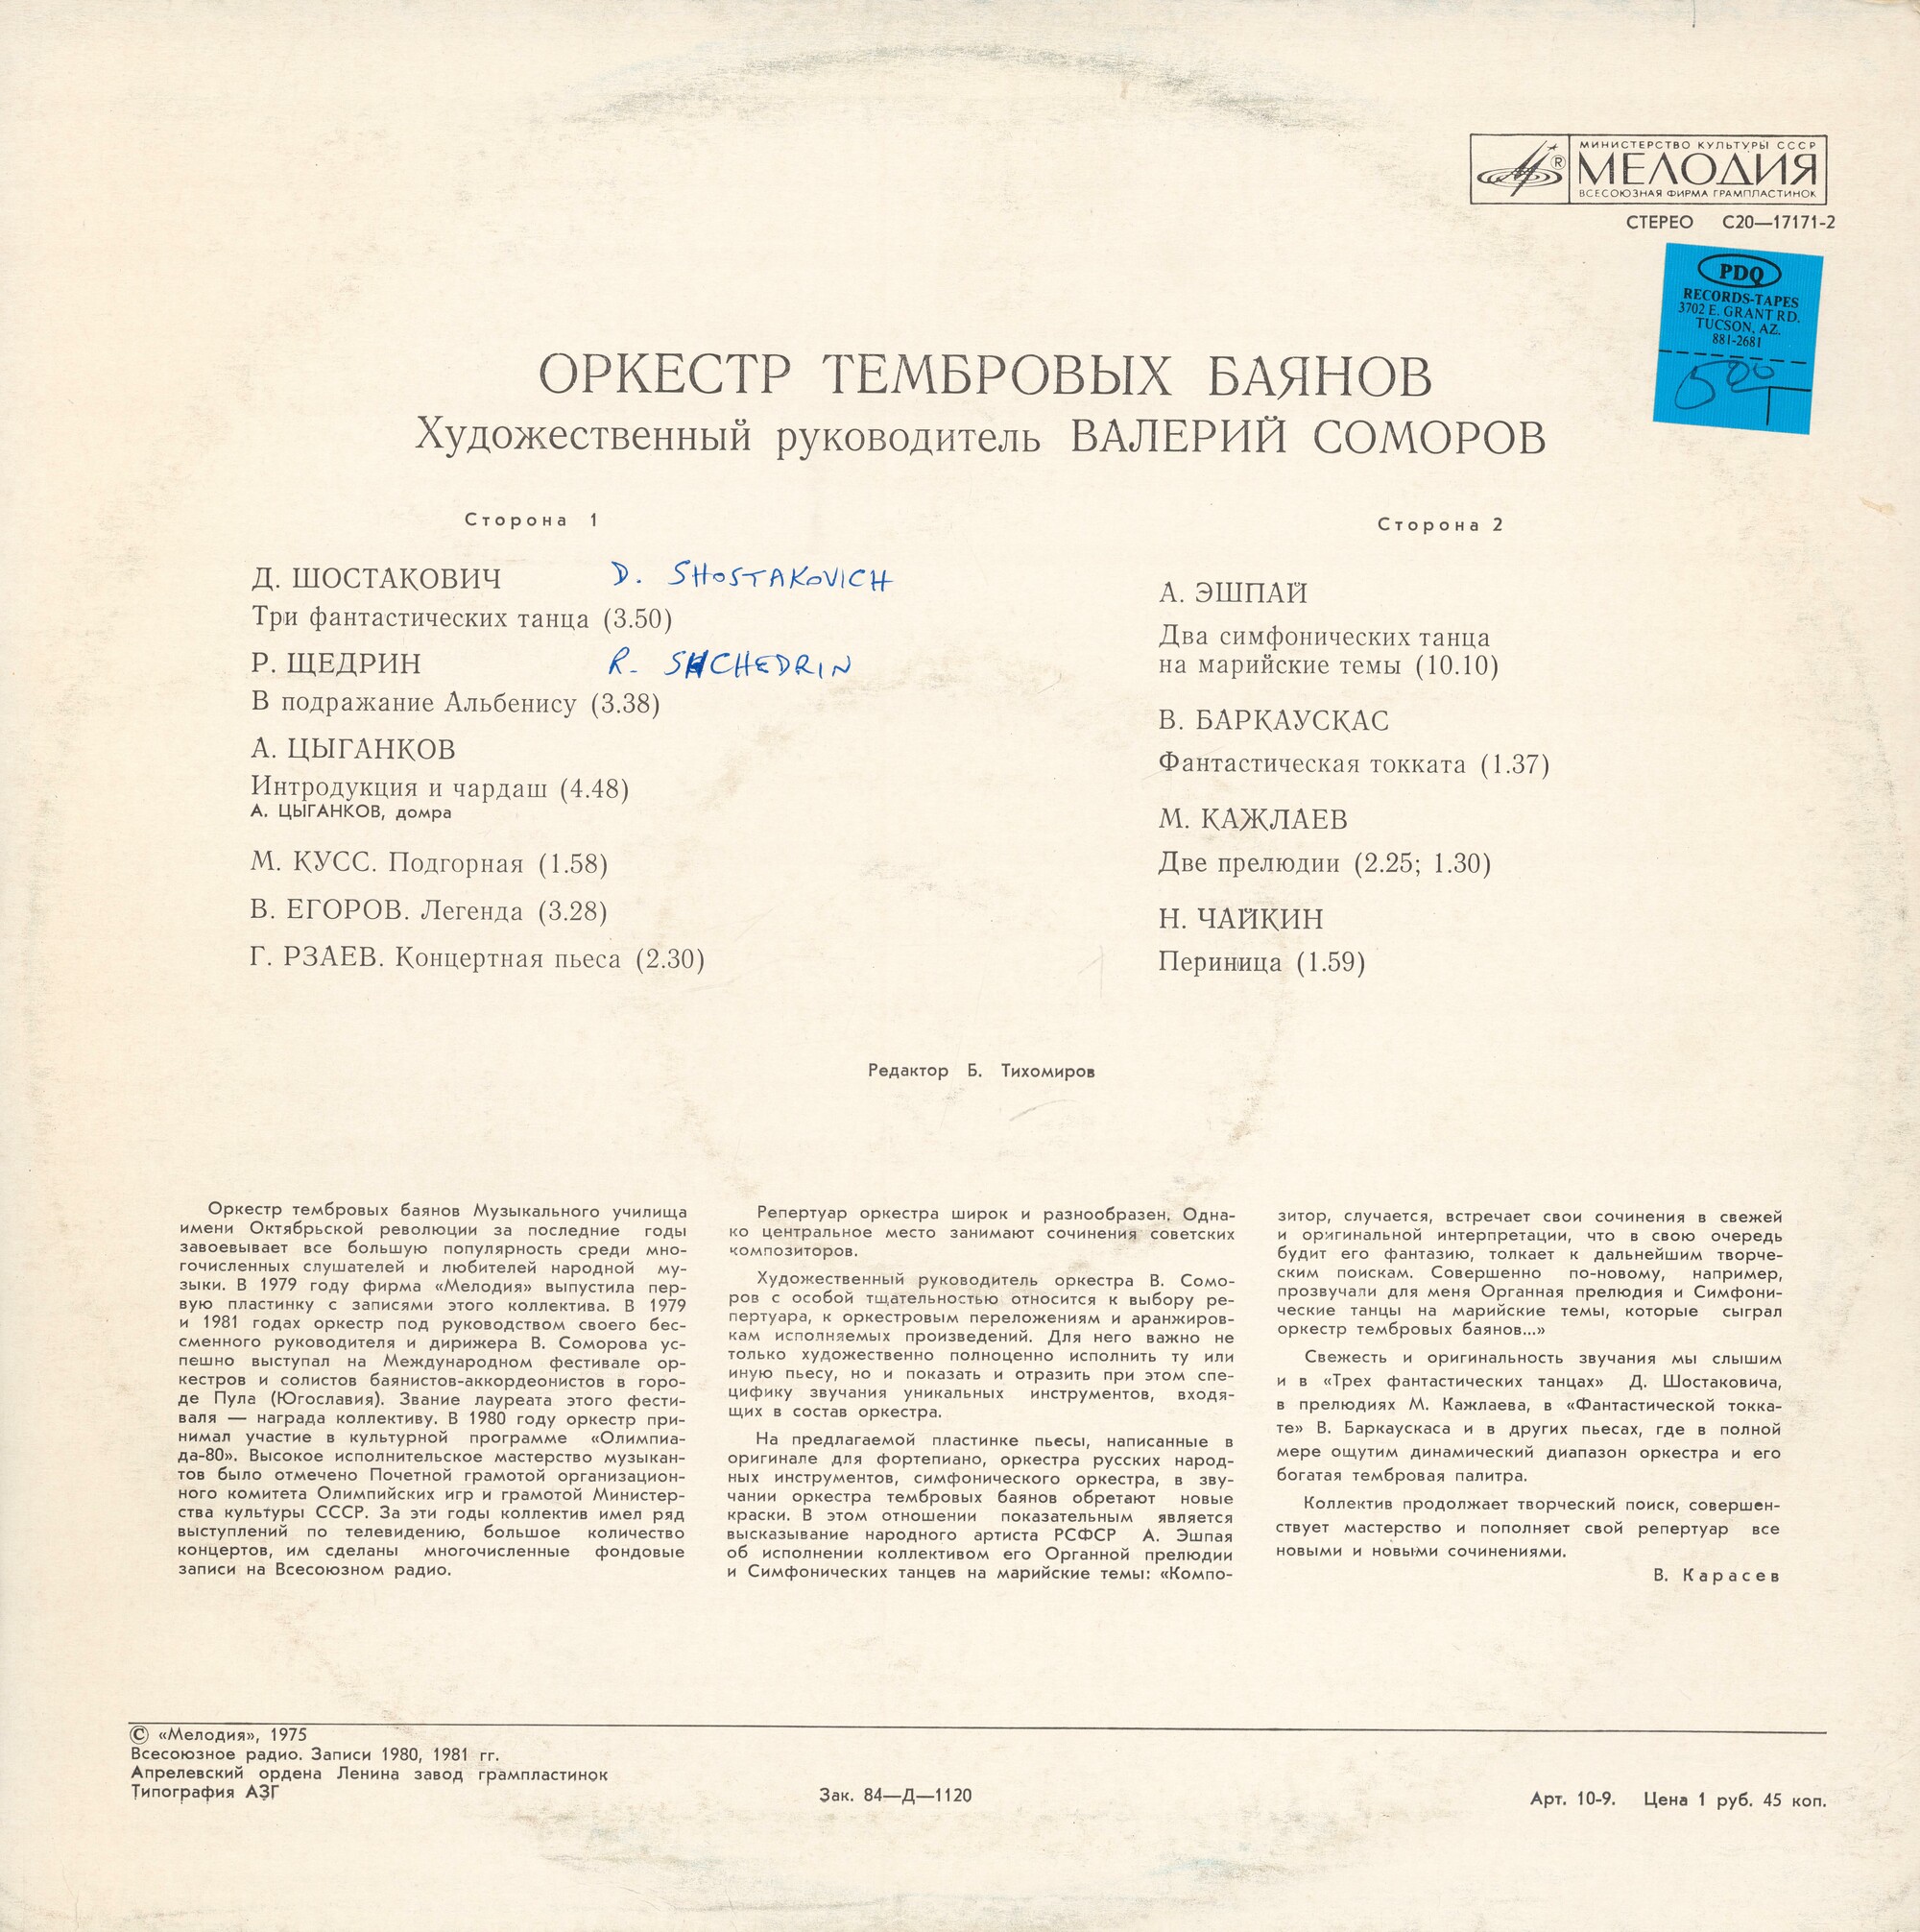 МИНИСТЕРСТВО КУЛЬТУРЫ СССР
МЕЛОДИЯ
ВСЕСОЮЗНАЯ ФИРМА ГРАМПЛАСТИНОК
СТЕРЕО С20—17171-2
PDQ
RECORDS-TAPES
3702 E. GRANT RD.
TUCSON, AZ.
881-2681
5 00
ОРКЕСТР ТЕМБРОВЫХ БАЯНОВ
Художественный руководитель ВАЛЕРИЙ СОМОРОВ
Сторона 1
Д. ШОСТАКОВИЧ D. SHOSTAKOVICH
Три фантастических танца (3.50)
Р. ЩЕДРИН R. SHCHEDRIN
В подражание Альбенису (3.38)
А. ЦЫГАНКОВ
Интродукция и чардаш (4.48)
А. ЦЫГАНКОВ, домра
М. КУСС. Подгорная (1.58)
В. ЕГОРОВ. Легенда (3.28)
Г. РЗАЕВ. Концертная пьеса (2.30)
Сторона 2
А. ЭШПАЙ
Два симфонических танца
на марийские темы (10.10)
В. БАРКАУСКАС
Фантастическая токката (1.37)
М. КАЖЛАЕВ
Две прелюдии (2.25; 1.30)
Н. ЧАЙКИН
Периница (1.59)
Редактор Б. Тихомиров
Оркестр тембровых баянов Музыкального училища
имени Октябрьской революции за последние годы
завоевывает все большую популярность среди мно-
гочисленных слушателей и любителей народной му-
зыки. В 1979 году фирма «Мелодия» выпустила пер-
вую пластинку с записями этого коллектива. В 1979
и 1981 годах оркестр под руководством своего бес-
сменного руководителя и дирижера В. Соморова ус-
пешно выступал на Международном фестивале ор-
кестров и солистов баянистов-аккордеонистов в горо-
де Пула (Югославия). Звание лауреата этого фести-
валя — награда коллективу. В 1980 году оркестр при-
нимал участие в культурной программе «Олимпиа-
да-80». Высокое исполнительское мастерство музыкан-
тов было отмечено Почетной грамотой организацион-
ного комитета Олимпийских игр и грамотой Министер-
ства культуры СССР. За эти годы коллектив имел ряд
выступлений по телевидению, большое количество
концертов, им сделаны многочисленные фондовые
записи на Всесоюзном радио.
Репертуар оркестра широк и разнообразен. Одна-
ко центральное место занимают сочинения советских
композиторов.
Художественный руководитель оркестра В. Сомо-
ров с особой тщательностью относится к выбору ре-
пертуара, к оркестровым переложениям и аранжиров-
кам исполняемых произведений. Для него важно не
только художественно полноценно исполнить ту или
иную пьесу, но и показать и отразить при этом спе-
цифику звучания уникальных инструментов, входя-
щих в состав оркестра.
На предлагаемой пластинке пьесы, написанные в
оригинале для фортепиано, оркестра русских народ-
ных инструментов, симфонического оркестра, в зву-
чании оркестра тембровых баянов обретают новые
краски. В этом отношении показательным является
высказывание народного артиста РСФСР А. Эшпая
об исполнении коллективом его Органной прелюдии
и Симфонических танцев на марийские темы: «Компо-
зитор, случается, встречает свои сочинения в свежей
и оригинальной интерпретации, что в свою очередь
будит его фантазию, толкает к дальнейшим творче-
ским поискам. Совершенно по-новому, например,
прозвучали для меня Органная прелюдия и Симфони-
ческие танцы на марийские темы, которые сыграл
оркестр тембровых баянов...»
Свежесть и оригинальность звучания мы слышим
и в «Трех фантастических танцах» Д. Шостаковича,
в прелюдиях М. Кажлаева, в «Фантастической токка-
те» В. Баркаускаса и в других пьесах, где в полной
мере ощутим динамический диапазон оркестра и его
богатая тембровая палитра.
Коллектив продолжает творческий поиск, совершен-
ствует мастерство и пополняет свой репертуар все
новыми и новыми сочинениями.
В. Карасев
© «Мелодия», 1975
Всесоюзное радио. Записи 1980, 1981 гг.
Апрелевский ордена Ленина завод грампластинок
Типография АЗГ
Зак. 84—Д—1120
Арт. 10-9. Цена 1 руб. 45 коп.